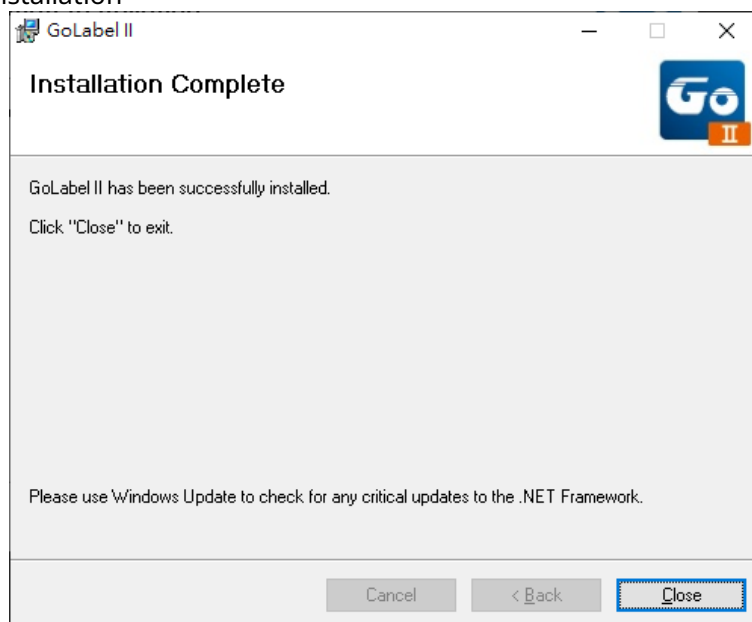 nstallation
GoLabel II
Installation Complete
Go
II
GoLabel II has been successfully installed.
Click "Close" to exit.
Please use Windows Update to check for any critical updates to the .NET Framework.
Cancel
< Back
Close